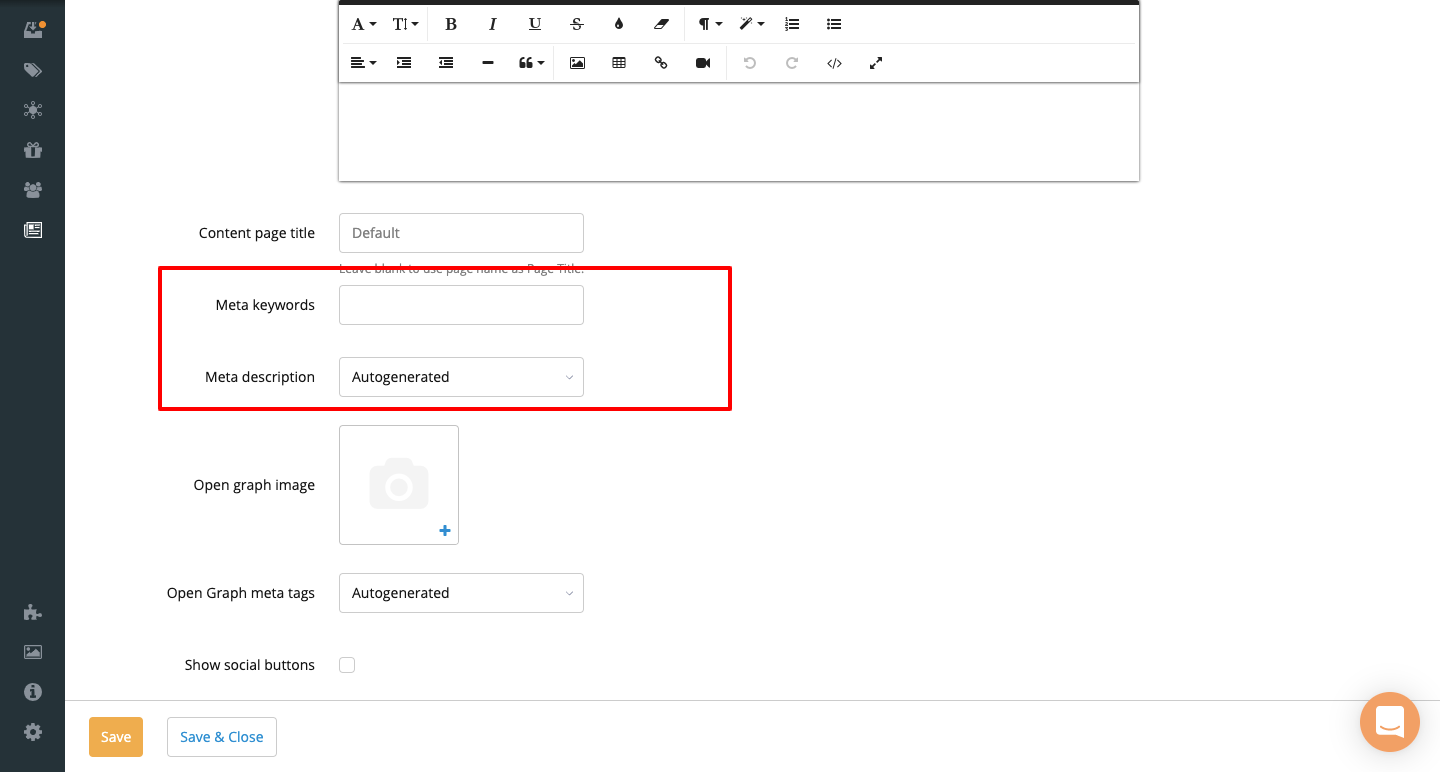 Content page title
Default
Leave blank to use page name as Page Title.
Meta keywords
Meta description
Autogenerated
Open graph image
Open Graph meta tags
Autogenerated
Show social buttons
Save
Save & Close